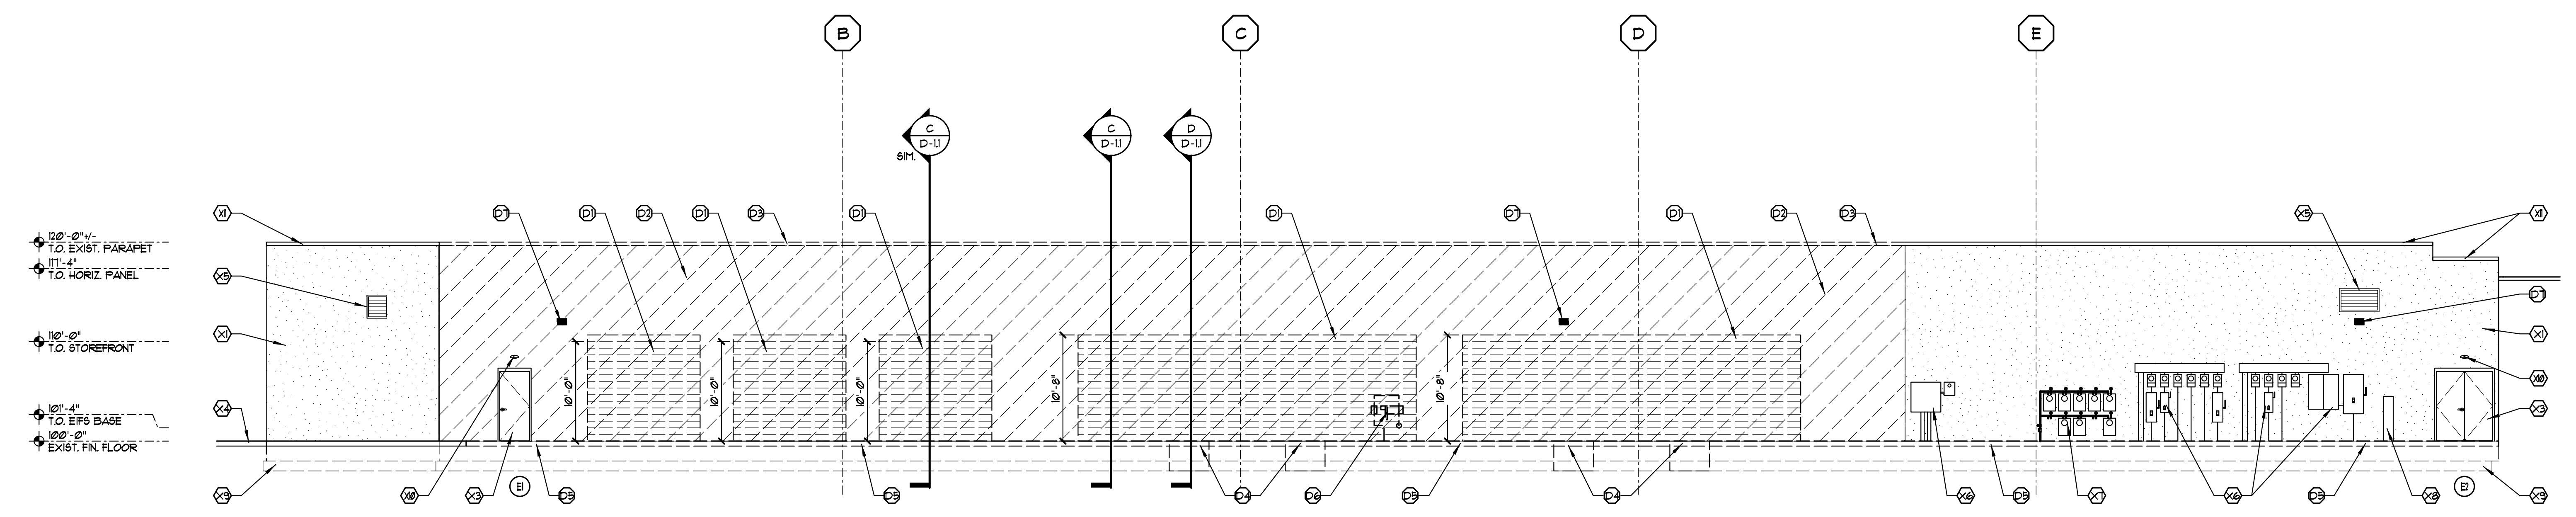 B
C
D
E
C
D-1.1
SIM.
C
D-1.1
D
D-1.1
X11
D7
D1
D2
D1
D3
D1
D1
D7
D1
D2
D3
X5
X11
120'-0"+/-
T.O. EXIST. PARAPET
117'-4"
T.O. HORIZ. PANEL
X5
D7
110'-0"
T.O. STOREFRONT
X1
X1
10'-0"
10'-0"
10'-0"
10'-8"
10'-8"
X10
101'-4"
T.O. EIFS BASE
X4
X3
100'-0"
EXIST. FIN. FLOOR
X9
X10
X3
E1
D5
D5
D4
D6
D5
D4
X6
D5
X7
X6
D5
X8
E2
X9